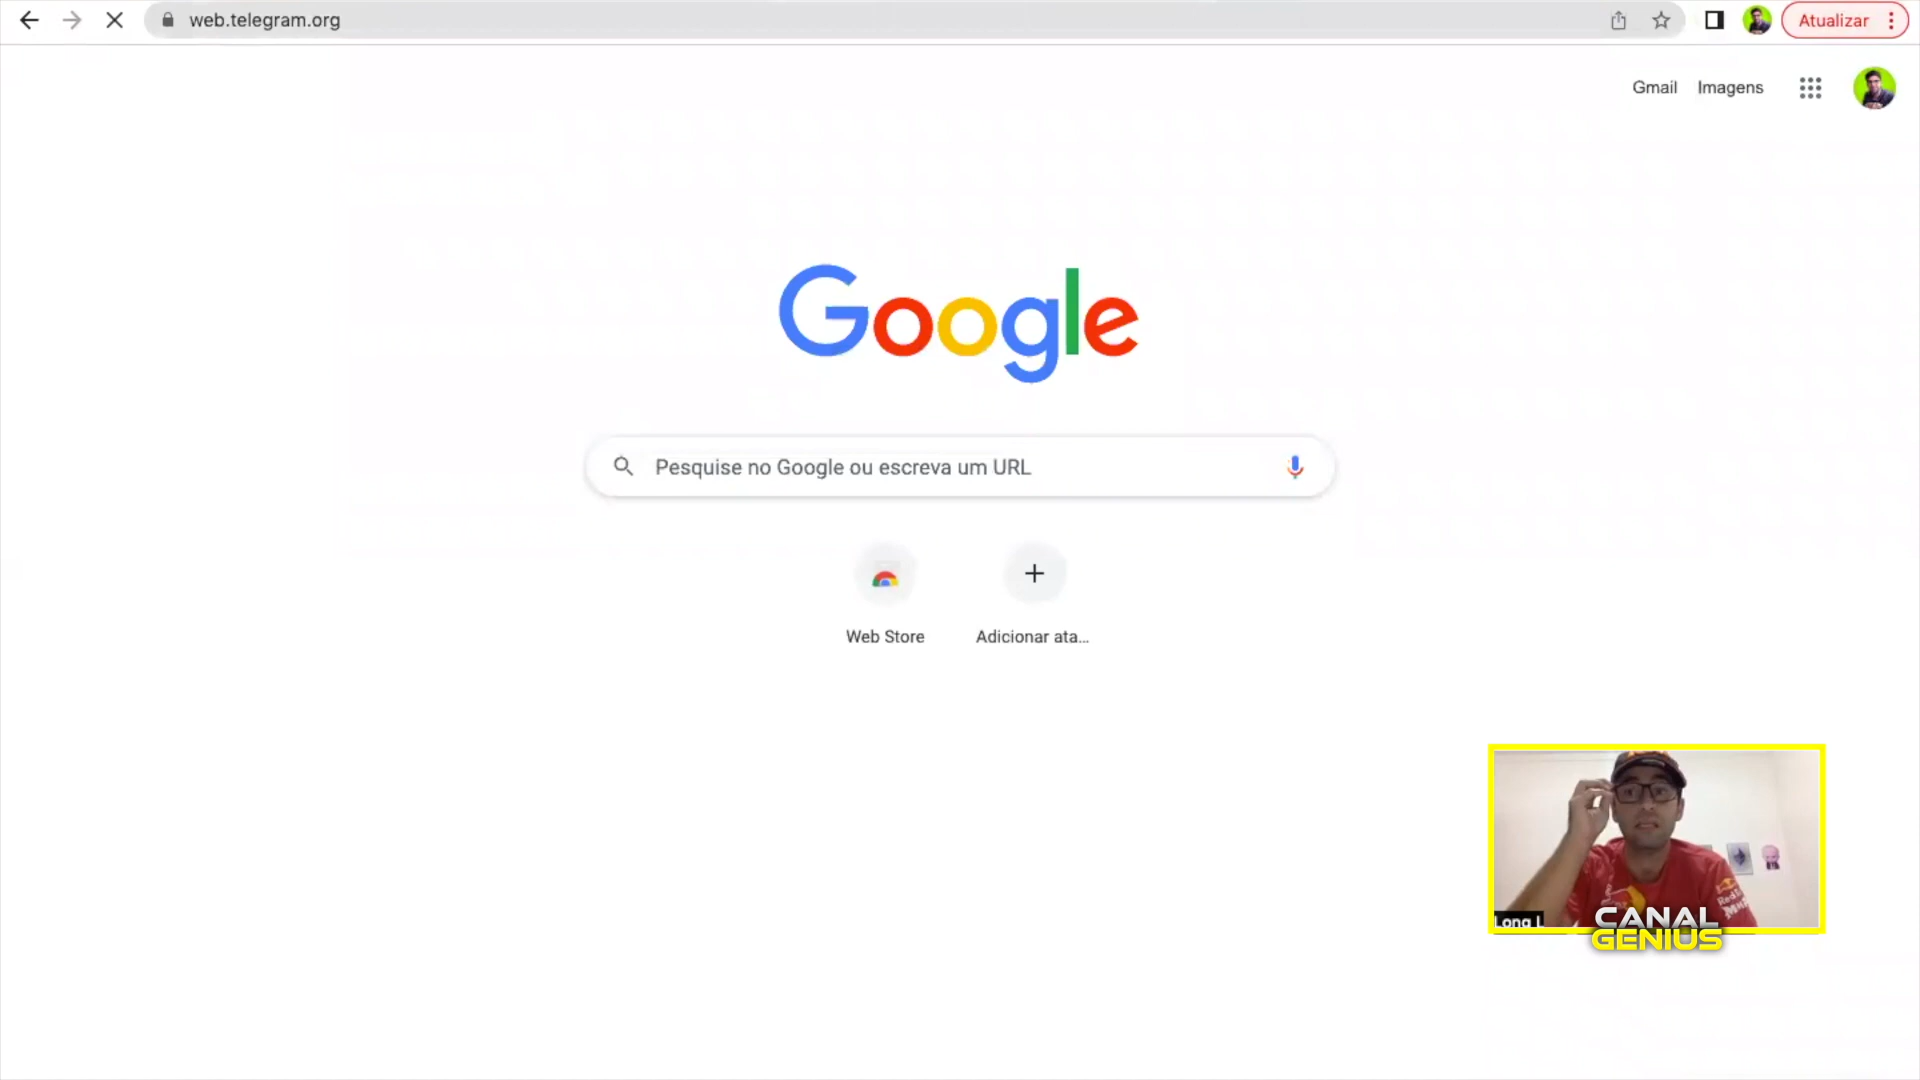 web.telegram.org
Atualizar
Gmail Imagens
Google
Pesquise no Google ou escreva um URL
Web Store Adicionar ata...
Long L
CANAL
GENIUS